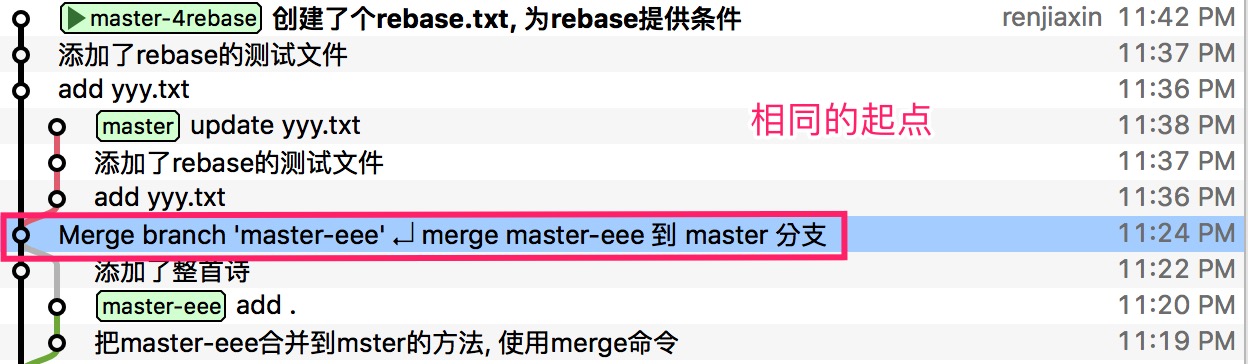 master-4rebase 创建了个rebase.txt, 为rebase提供条件 renjiaxin 11:42 PM
添加了rebase的测试文件 11:37 PM
add yyy.txt 11:36 PM
master update yyy.txt 11:38 PM
相同的起点
添加了rebase的测试文件 11:37 PM
add yyy.txt 11:36 PM
Merge branch 'master-eee' ↵ merge master-eee 到 master 分支 11:24 PM
添加了整首诗 11:22 PM
master-eee add . 11:20 PM
把master-eee合并到mster的方法, 使用merge命令 11:19 PM